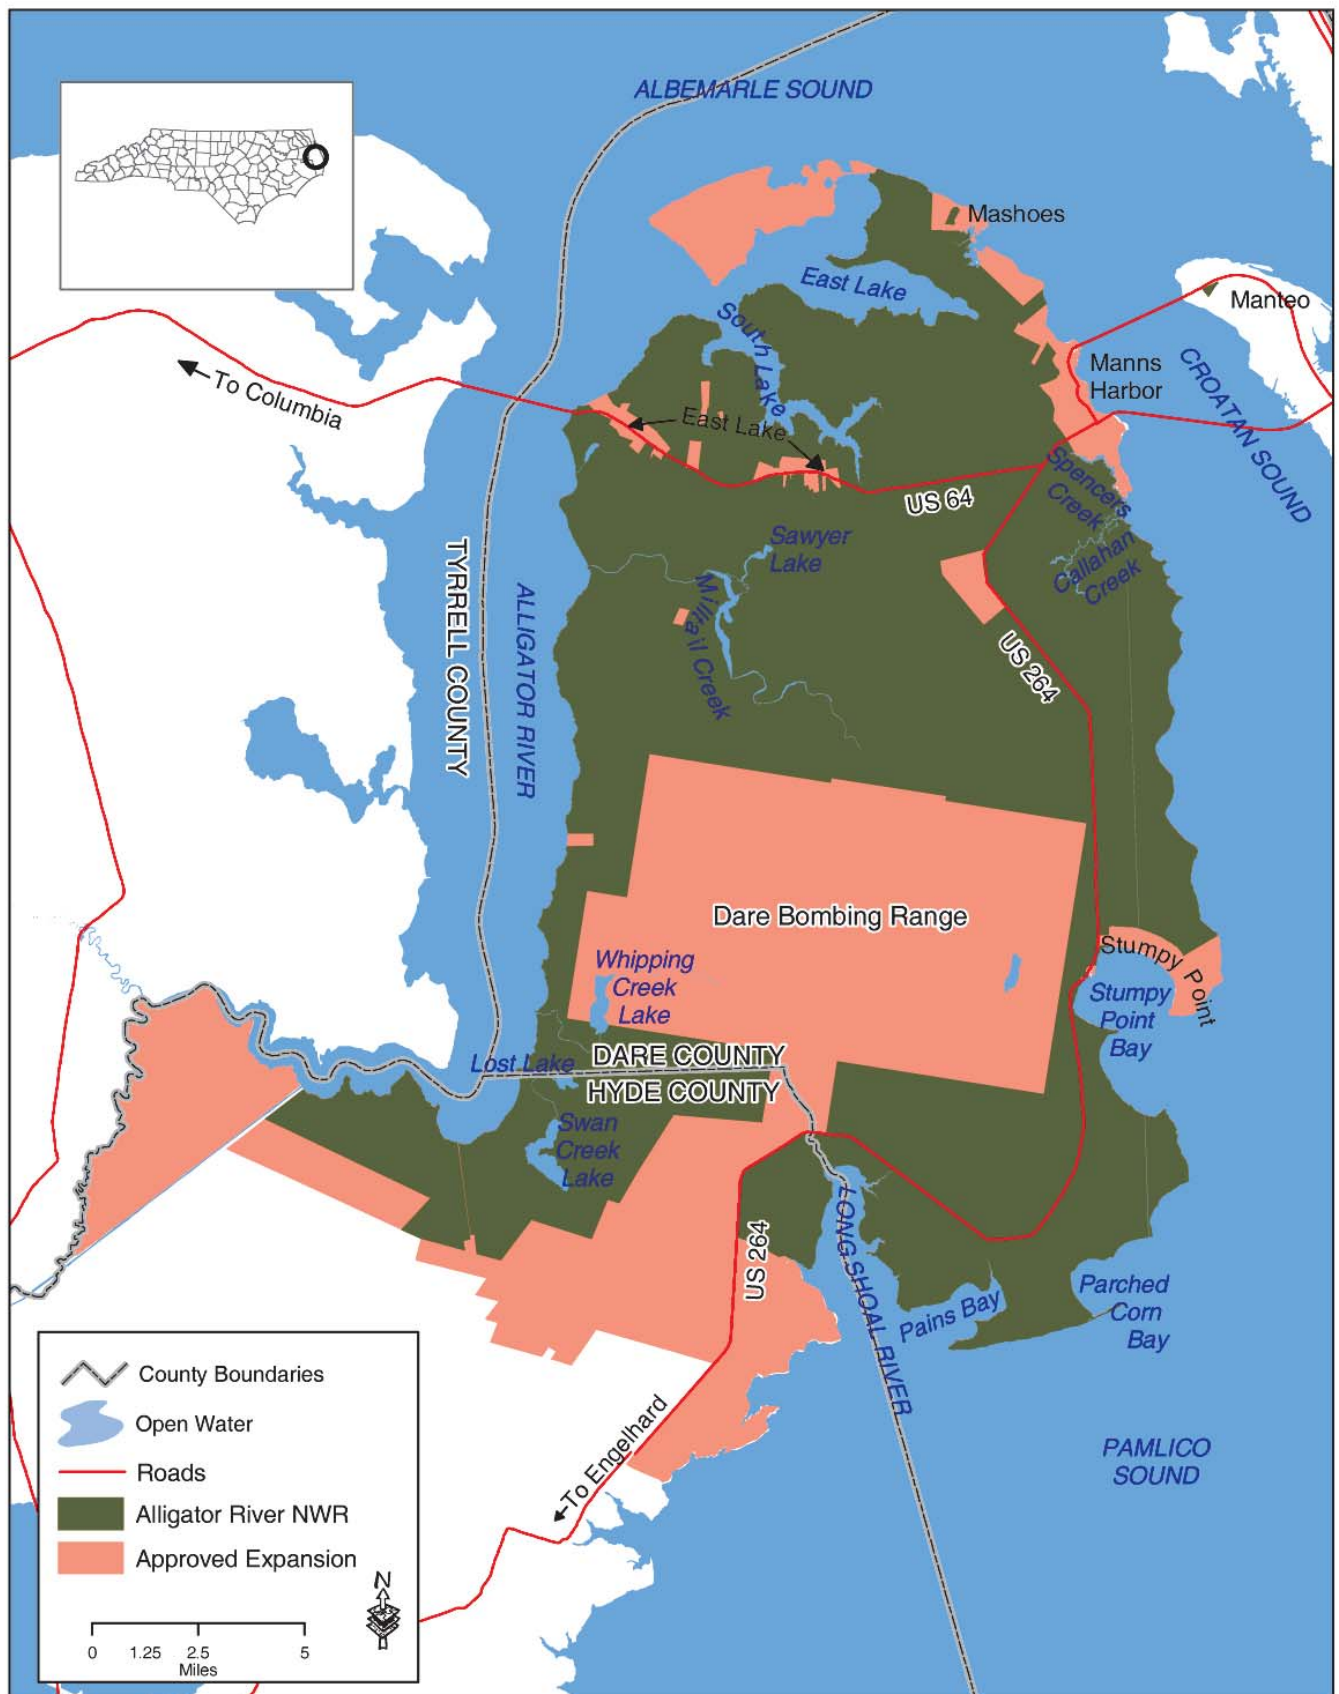 ALBEMARLE SOUND
Mashoes
East Lake
Manteo
South Lake
Manns
Harbor
CROATAN SOUND
To Columbia
East Lake
Spencers
Creek
US 64
Sawyer
Lake
Callahan
Creek
TYRRELL COUNTY
ALLIGATOR RIVER
Milltail Creek
US 264
Dare Bombing Range
Stumpy Point
Whipping
Creek
Lake
Stumpy
Point
Bay
Lost Lake
DARE COUNTY
HYDE COUNTY
Swan
Creek
Lake
LONG SHOAL RIVER
US 264
Pains Bay
Parched
Corn
Bay
To Engelhard
PAMLICO
SOUND
County Boundaries
Open Water
Roads
Alligator River NWR
Approved Expansion
N
0 1.25 2.5 5
Miles